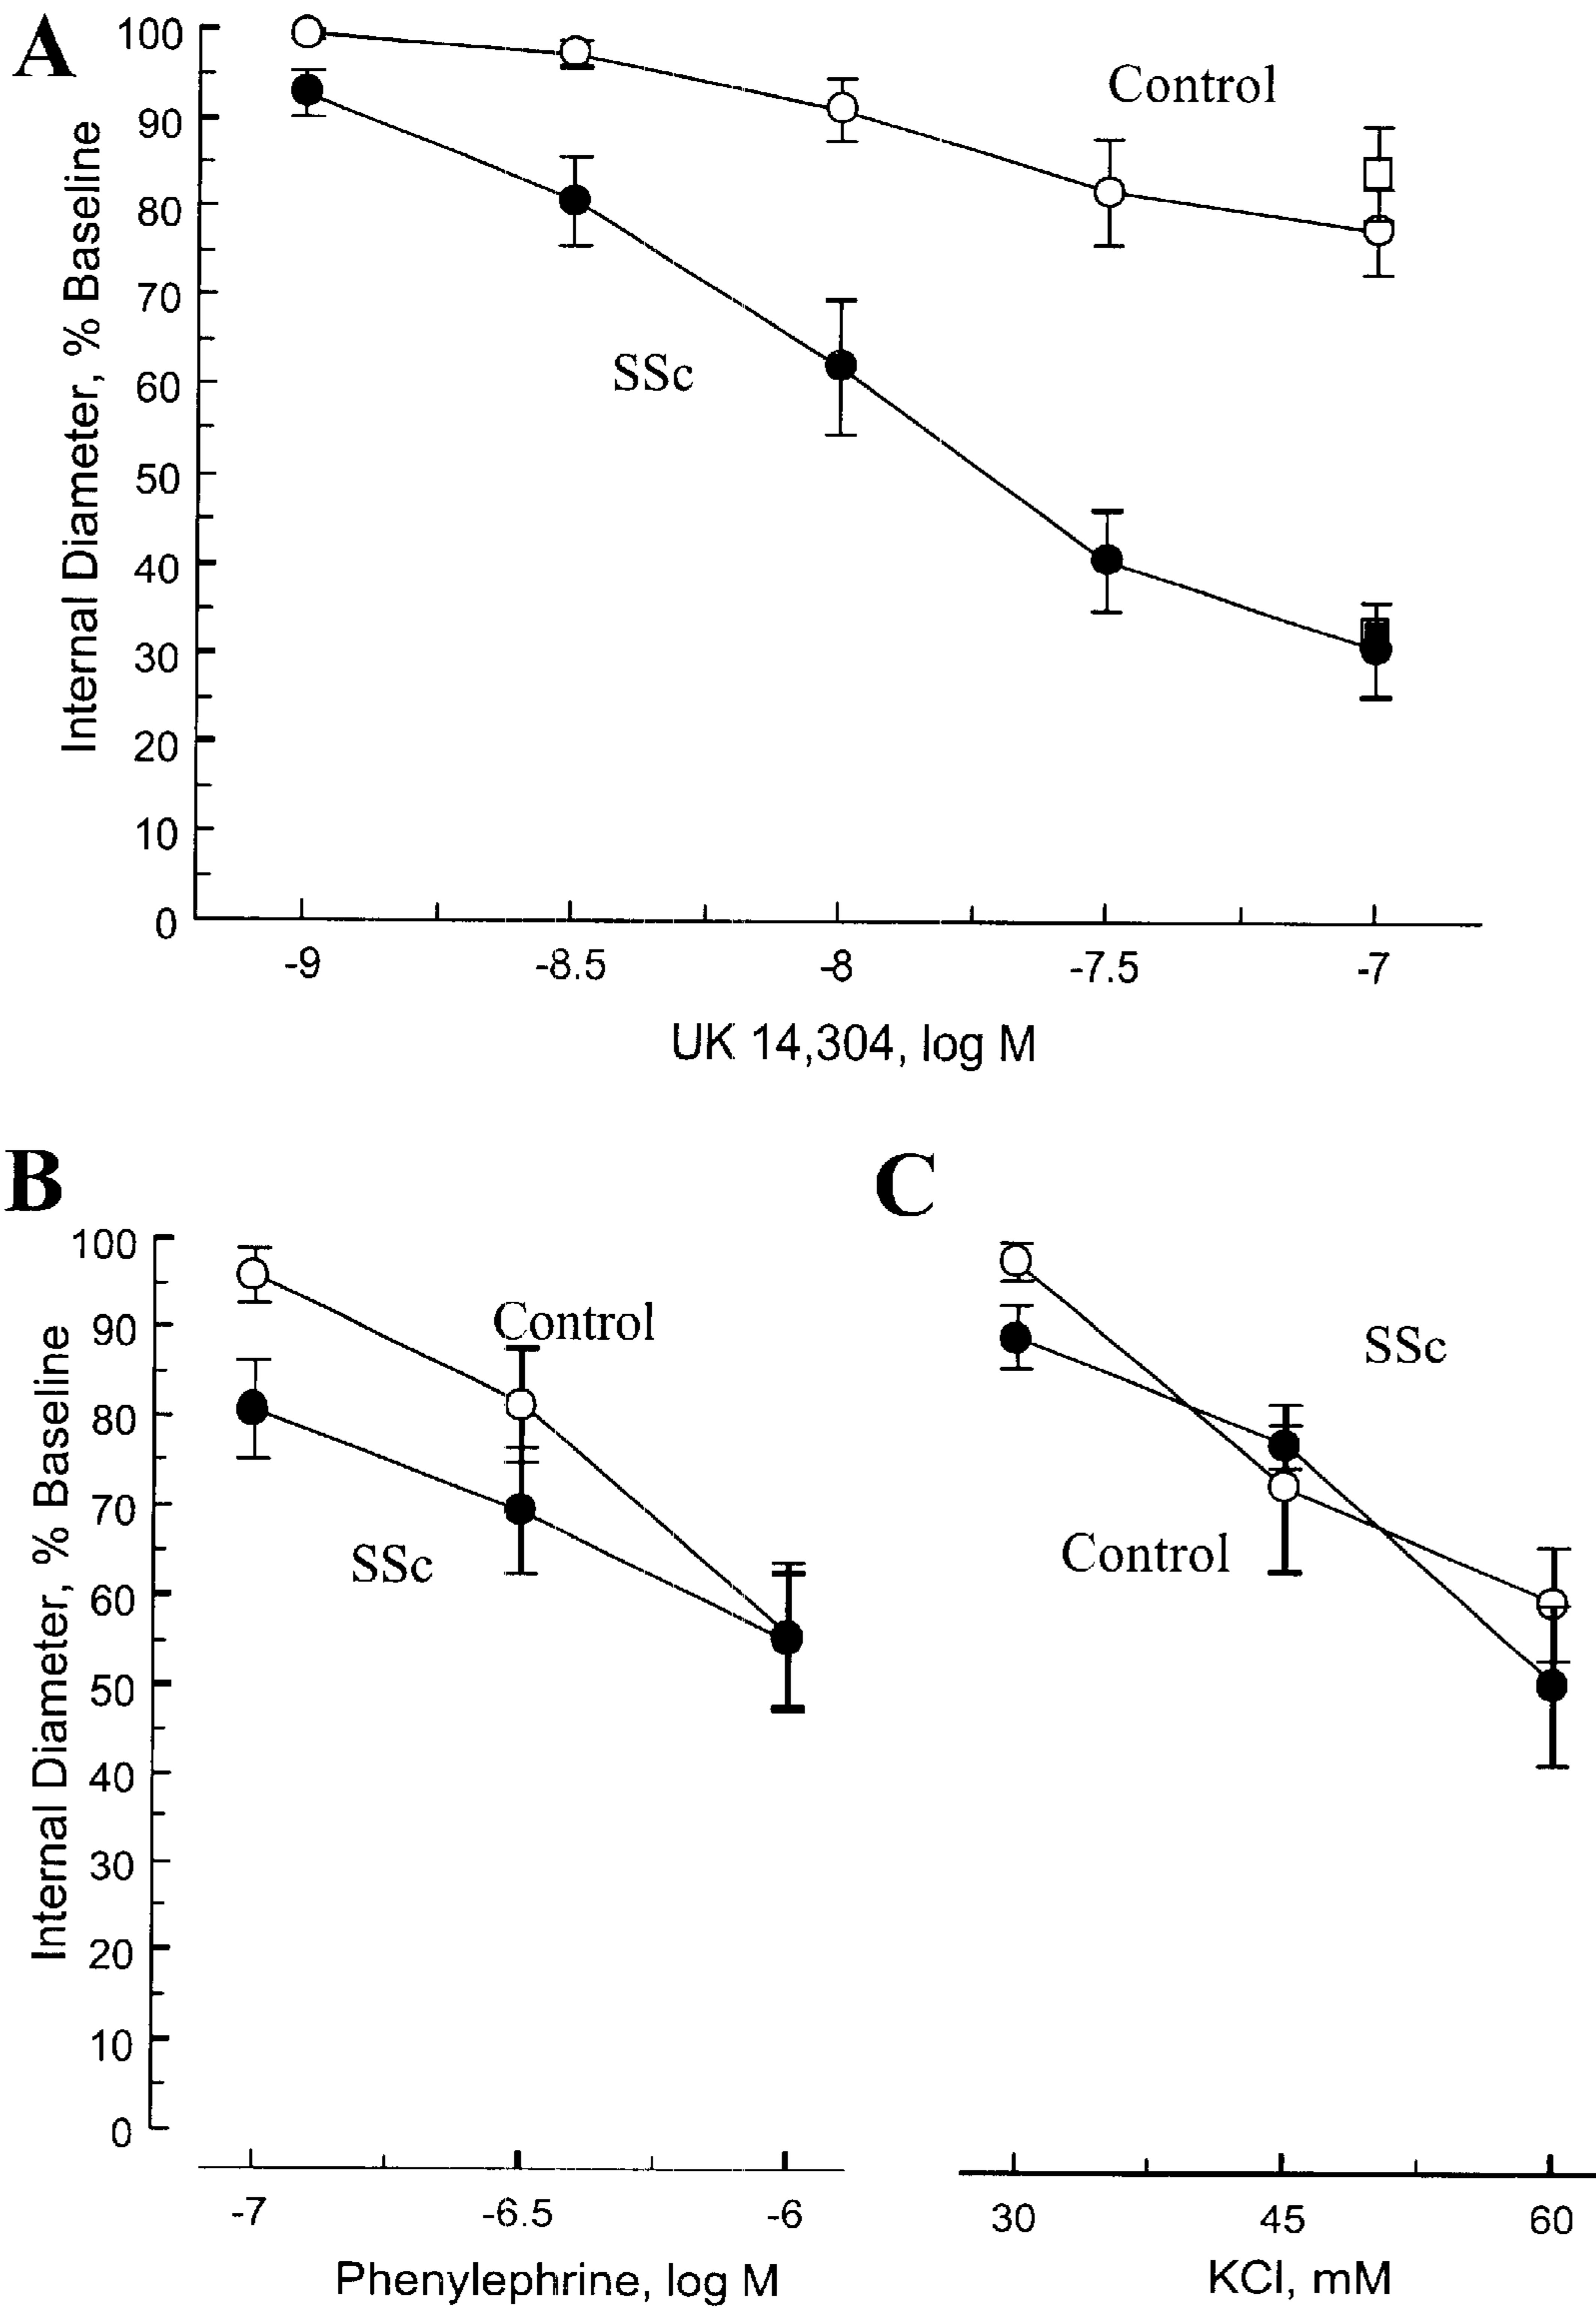 A
Internal Diameter, % Baseline
100
90
80
70
60
50
40
30
20
10
0
Control
SSc
-9 -8.5 -8 -7.5 -7
UK 14,304, log M
B
Internal Diameter, % Baseline
100
90
80
70
60
50
40
30
20
10
0
Control
SSc
-7 -6.5 -6
Phenylephrine, log M
C
SSc
Control
30 45 60
KCl, mM